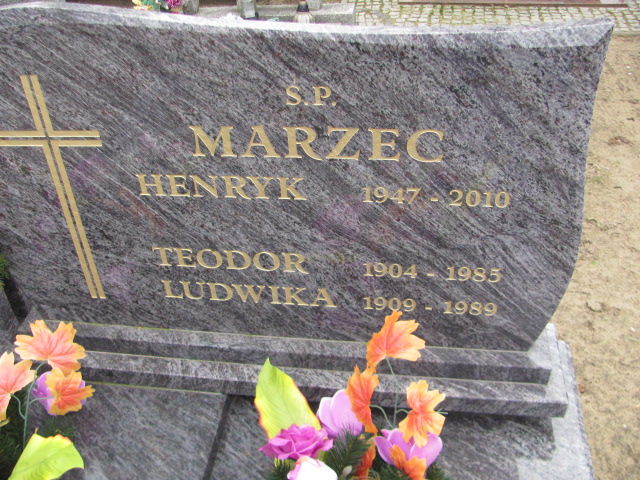 Ś.P.
MARZEC
HENRYK 1947 - 2010
TEODOR 1904 - 1985
LUDWIKA 1909 - 1989